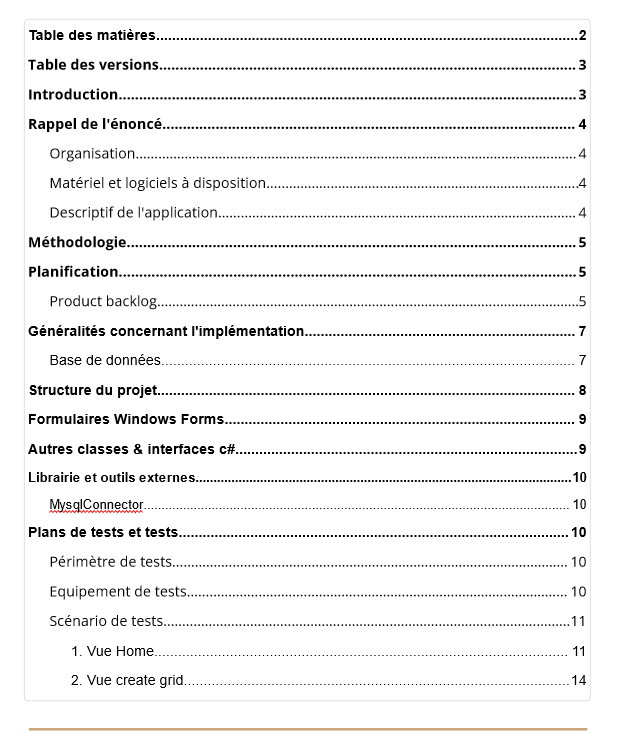 Table des matières 2
Table des versions 3
Introduction 3
Rappel de l'énoncé 4
Organisation 4
Matériel et logiciels à disposition 4
Descriptif de l'application 4
Méthodologie 5
Planification 5
Product backlog 5
Généralités concernant l'implémentation 7
Base de données 7
Structure du projet 8
Formulaires Windows Forms 9
Autres classes & interfaces c# 9
Librairie et outils externes 10
MysqlConnector 10
Plans de tests et tests 10
Périmètre de tests 10
Equipement de tests 10
Scénario de tests 11
1. Vue Home 11
2. Vue create grid 14